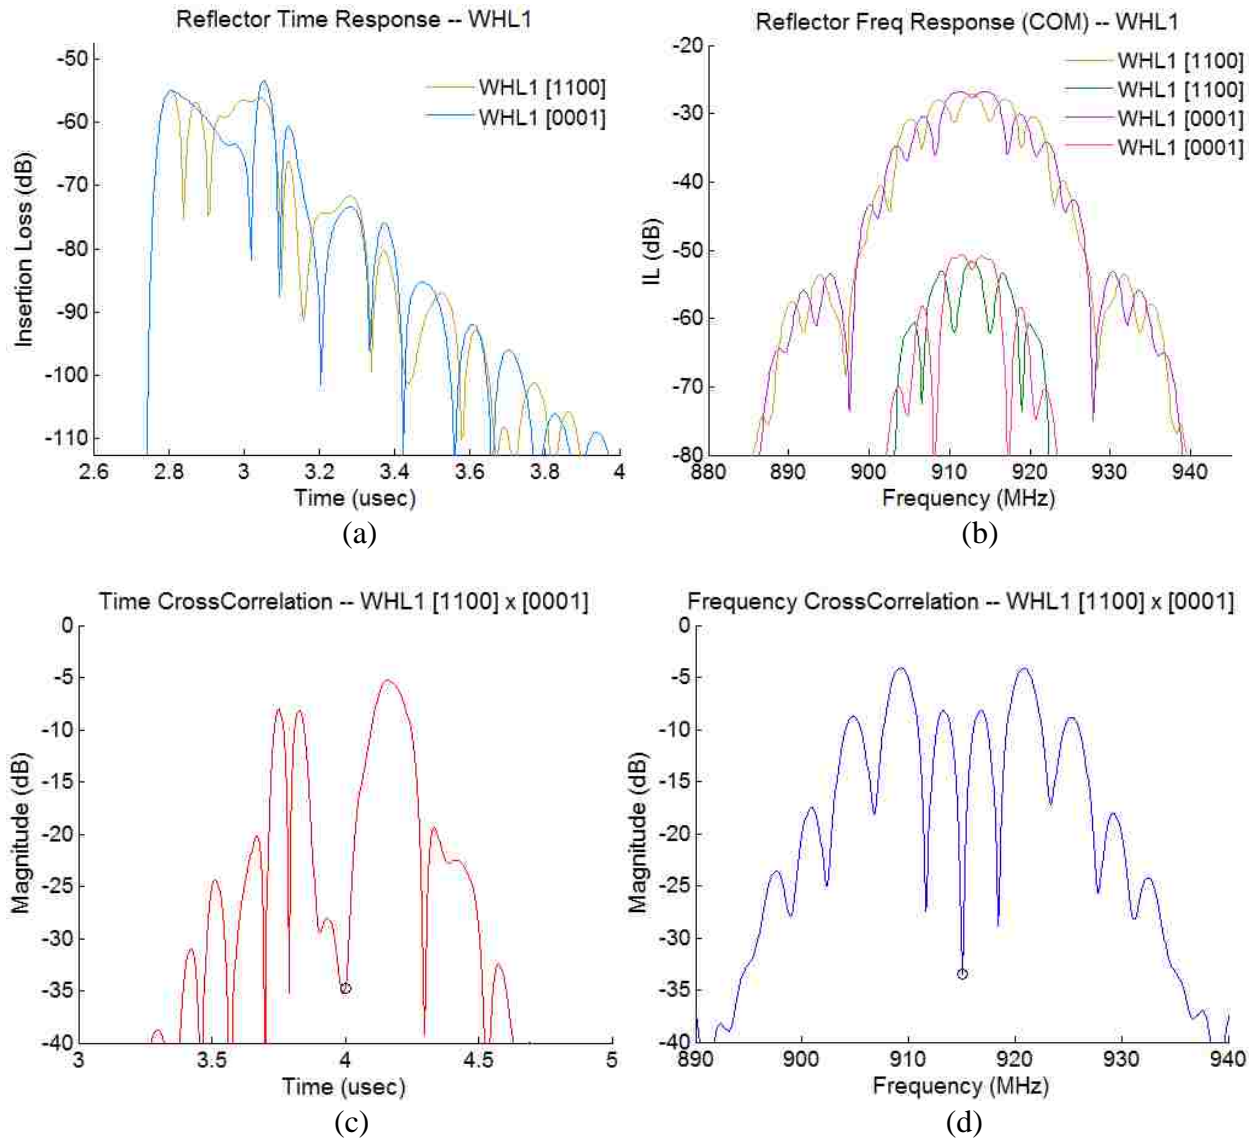 Reflector Time Response -- WHL1
-50
-60
-70
-80
-90
-100
-110
Insertion Loss (dB)
WHL1 [1100]
WHL1 [0001]
2.6 2.8 3 3.2 3.4 3.6 3.8 4
Time (usec)
(a)
Reflector Freq Response (COM) -- WHL1
-20
-30
-40
-50
-60
-70
-80
IL (dB)
WHL1 [1100]
WHL1 [1100]
WHL1 [0001]
WHL1 [0001]
880 890 900 910 920 930 940
Frequency (MHz)
(b)
Time CrossCorrelation -- WHL1 [1100] x [0001]
0
-5
-10
-15
-20
-25
-30
-35
-40
Magnitude (dB)
3 3.5 4 4.5 5
Time (usec)
(c)
Frequency CrossCorrelation -- WHL1 [1100] x [0001]
0
-5
-10
-15
-20
-25
-30
-35
-40
Magnitude (dB)
890 900 910 920 930 940
Frequency (MHz)
(d)